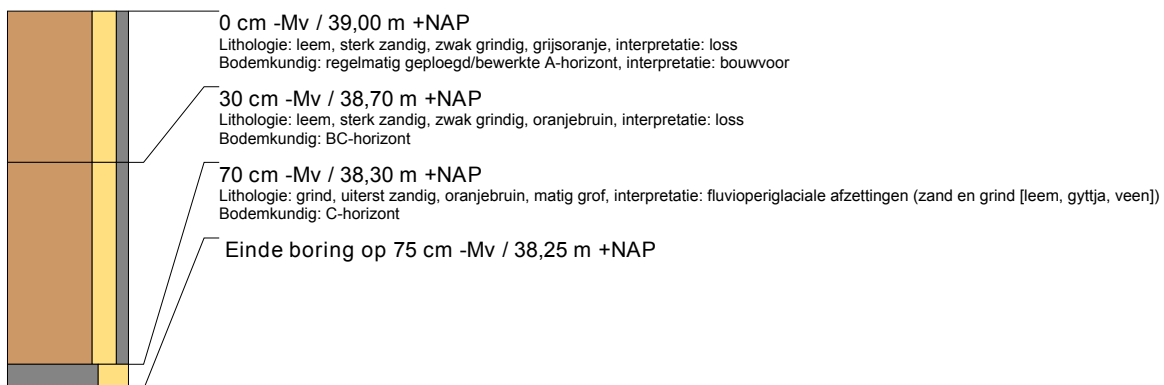 0 cm -Mv / 39,00 m +NAP
Lithologie: leem, sterk zandig, zwak grindig, grijsoranje, interpretatie: loss
Bodemkundig: regelmatig geploegd/bewerkte A-horizont, interpretatie: bouwvoor
30 cm -Mv / 38,70 m +NAP
Lithologie: leem, sterk zandig, zwak grindig, oranjebruin, interpretatie: loss
Bodemkundig: BC-horizont
70 cm -Mv / 38,30 m +NAP
Lithologie: grind, uiterst zandig, oranjebruin, matig grof, interpretatie: fluvioperiglaciale afzettingen (zand en grind [leem, gyttja, veen])
Bodemkundig: C-horizont
Einde boring op 75 cm -Mv / 38,25 m +NAP